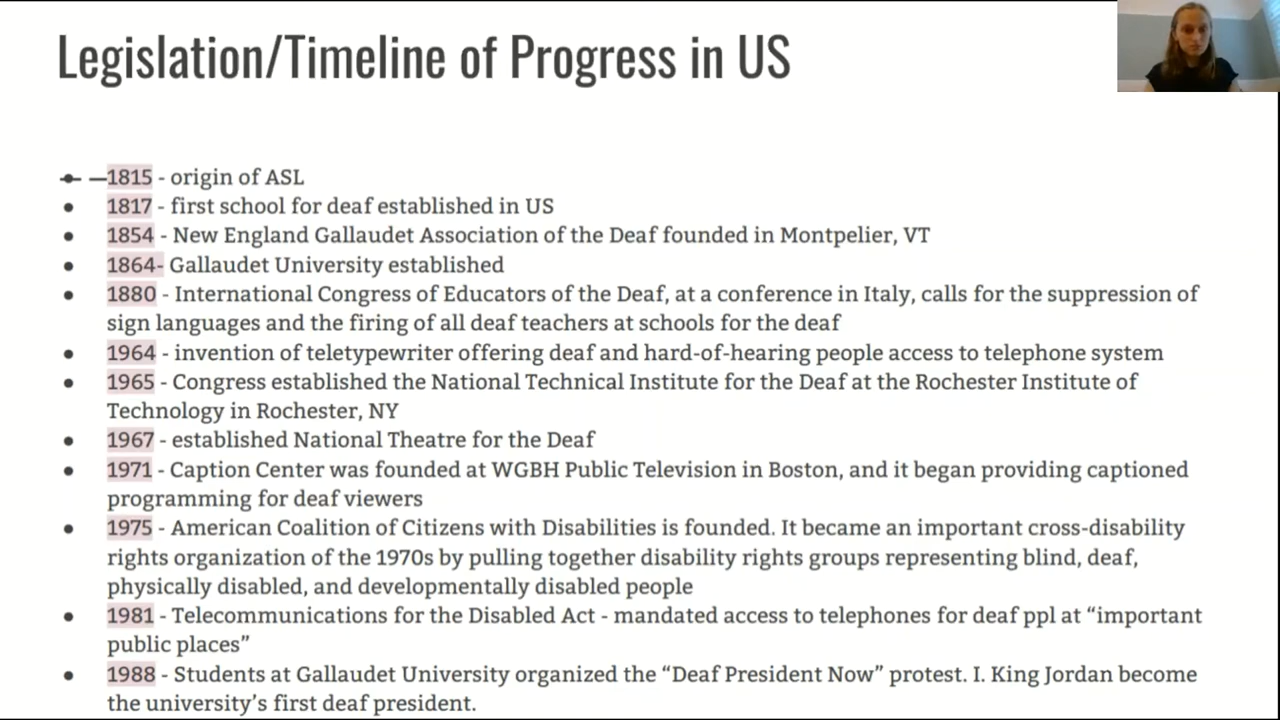 Legislation/Timeline of Progress in US
● 1815 - origin of ASL
● 1817 - first school for deaf established in US
● 1854 - New England Gallaudet Association of the Deaf founded in Montpelier, VT
● 1864- Gallaudet University established
● 1880 - International Congress of Educators of the Deaf, at a conference in Italy, calls for the suppression of
sign languages and the firing of all deaf teachers at schools for the deaf
● 1964 - invention of teletypewriter offering deaf and hard-of-hearing people access to telephone system
● 1965 - Congress established the National Technical Institute for the Deaf at the Rochester Institute of
Technology in Rochester, NY
● 1967 - established National Theatre for the Deaf
● 1971 - Caption Center was founded at WGBH Public Television in Boston, and it began providing captioned
programming for deaf viewers
● 1975 - American Coalition of Citizens with Disabilities is founded. It became an important cross-disability
rights organization of the 1970s by pulling together disability rights groups representing blind, deaf,
physically disabled, and developmentally disabled people
● 1981 - Telecommunications for the Disabled Act - mandated access to telephones for deaf ppl at “important
public places”
● 1988 - Students at Gallaudet University organized the “Deaf President Now” protest. I. King Jordan become
the university’s first deaf president.